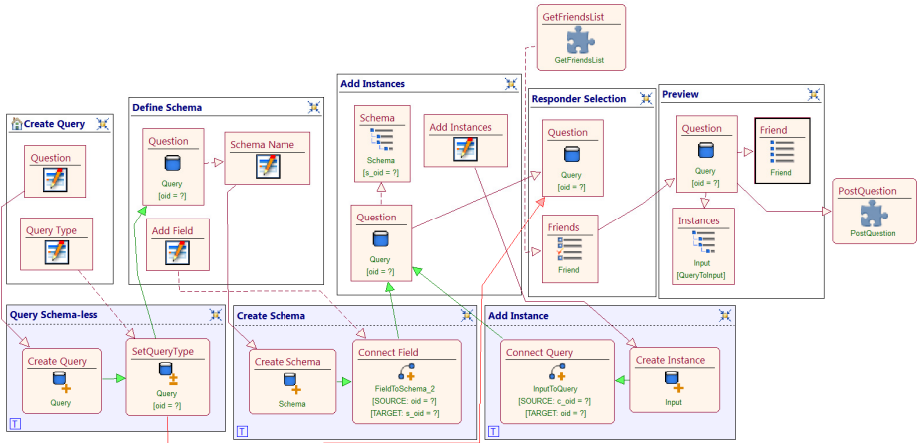 GetFriendsList
GetFriendsList
Add Instances
Schema
Schema
[s_oid = ?]
Add Instances
Question
Query
[oid = ?]
Responder Selection
Question
Query
[oid = ?]
Friends
Friend
Preview
Question
Query
[oid = ?]
Friend
Friend
Instances
Input
[QueryToInput]
PostQuestion
PostQuestion
Define Schema
Question
Query
[oid = ?]
Schema Name
Add Field
Create Query
Question
Query Type
Query Schema-less
Create Query
Query
SetQueryType
Query
[oid = ?]
T
Create Schema
Create Schema
Schema
Connect Field
FieldToSchema_2
[SOURCE: oid = ?]
[TARGET: s_oid = ?]
T
Add Instance
Connect Query
InputToQuery
[SOURCE: c_oid = ?]
[TARGET: oid = ?]
Create Instance
Input
T